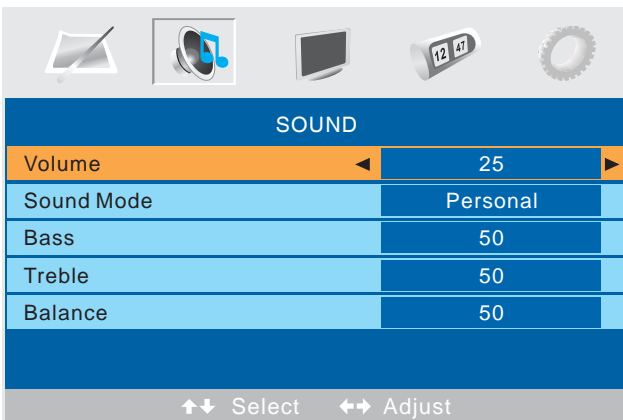 12 47
SOUND
Volume ◀ 25 ▶
Sound Mode Personal
Bass 50
Treble 50
Balance 50
Select Adjust